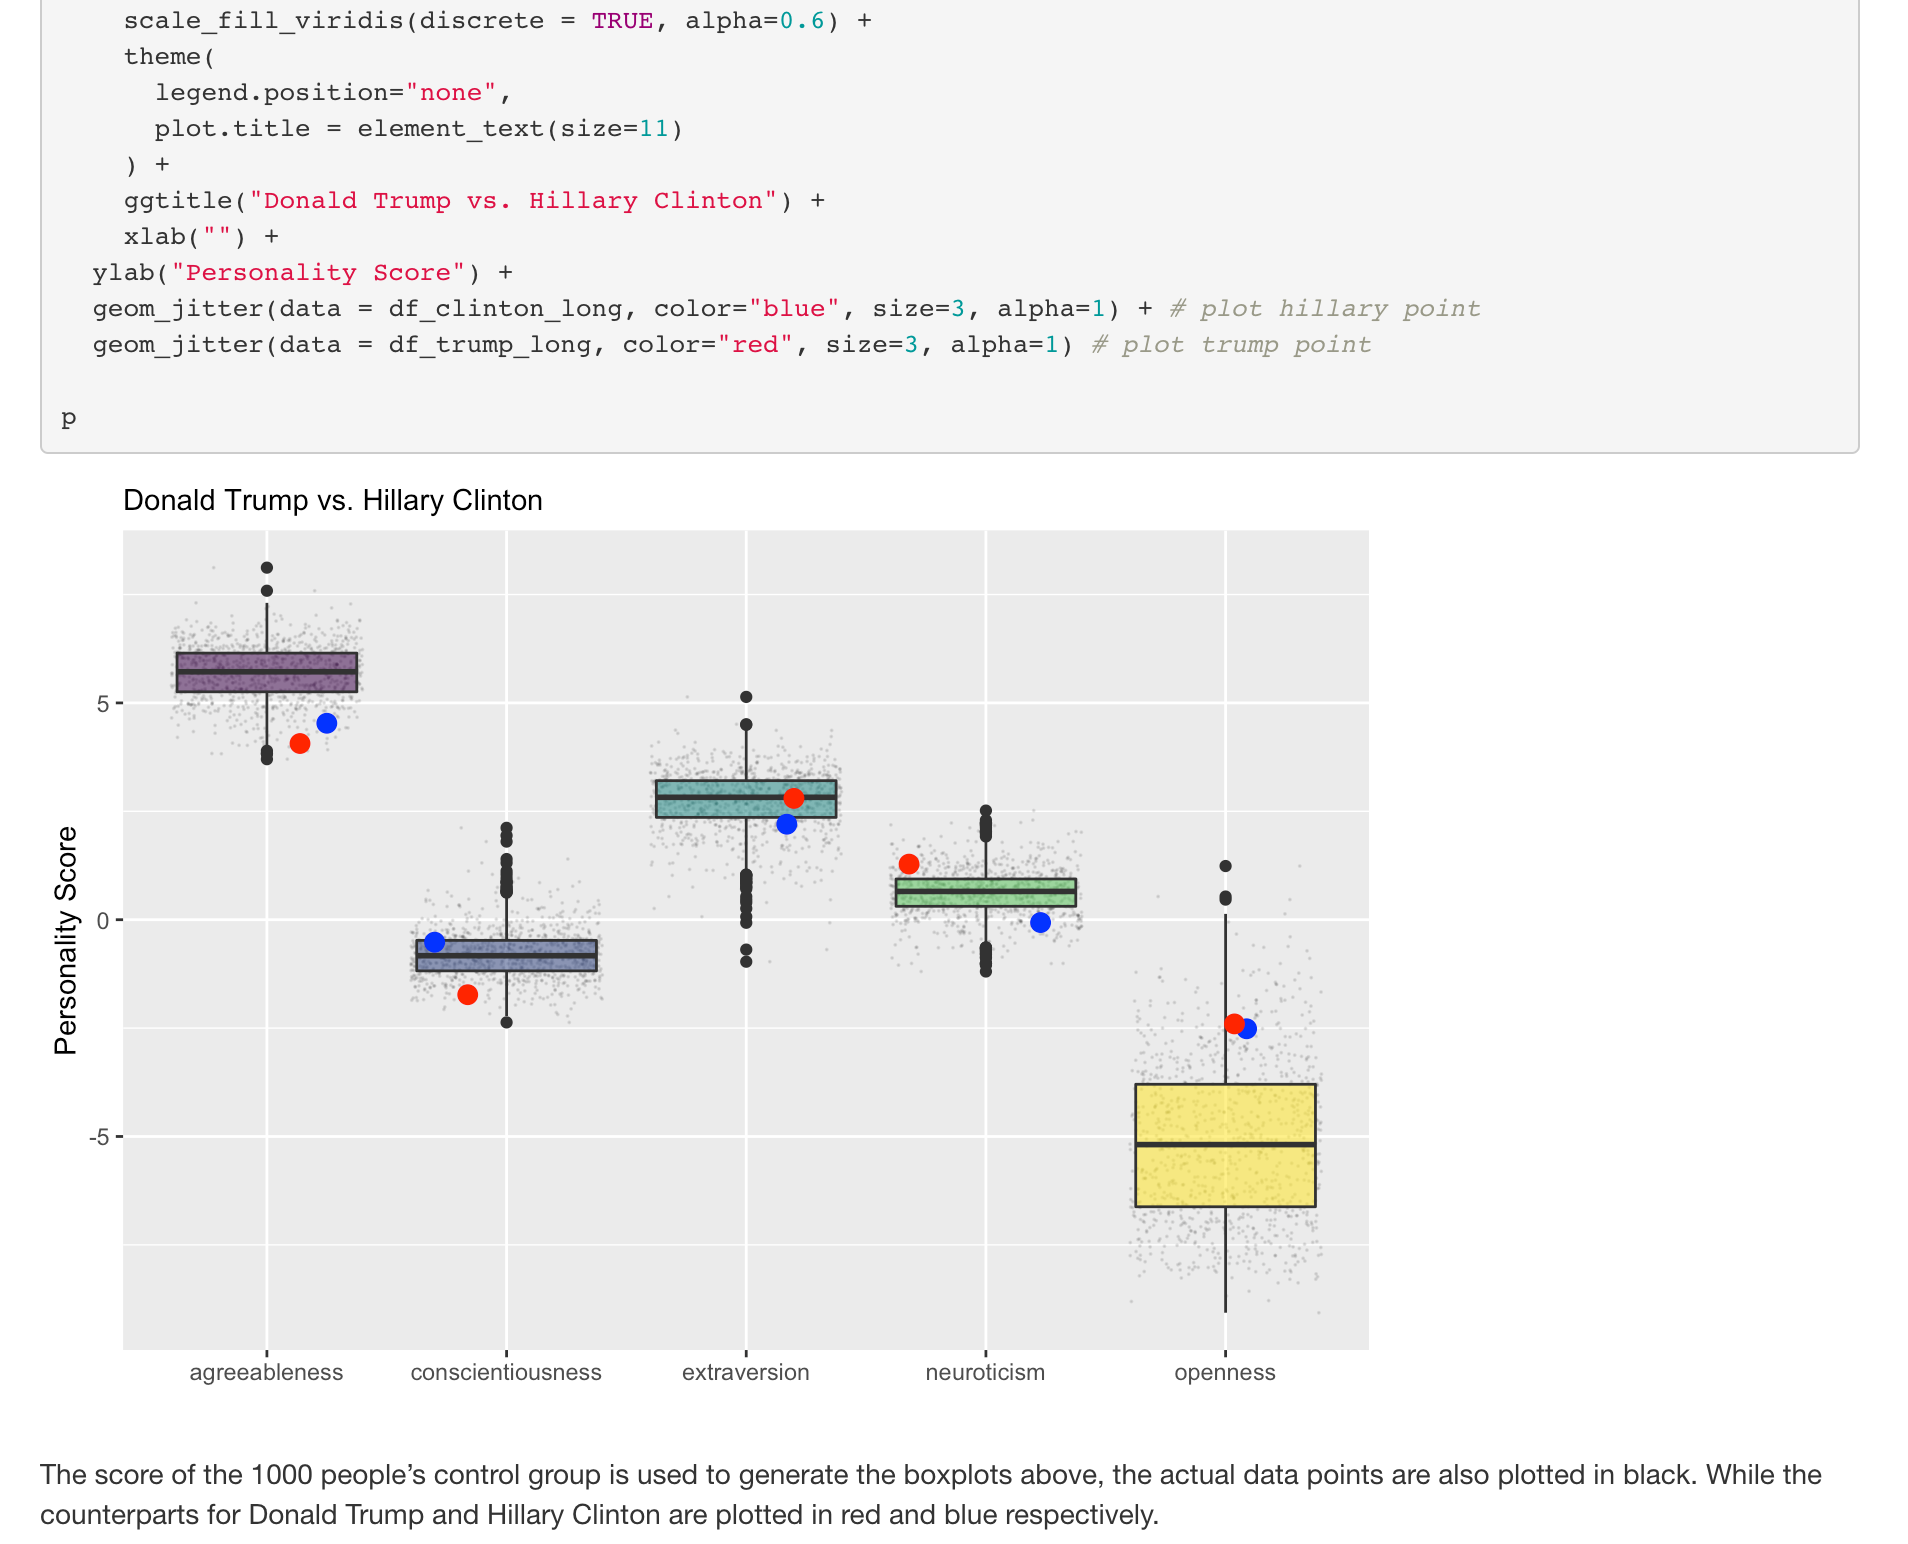 scale_fill_viridis(discrete = TRUE, alpha=0.6) +
theme(
legend.position="none",
plot.title = element_text(size=11)
) +
ggtitle("Donald Trump vs. Hillary Clinton") +
xlab("") +
ylab("Personality Score") +
geom_jitter(data = df_clinton_long, color="blue", size=3, alpha=1) + # plot hillary point
geom_jitter(data = df_trump_long, color="red", size=3, alpha=1) # plot trump point
p
Donald Trump vs. Hillary Clinton
Personality Score
5
0
-5
agreeableness conscientiousness extraversion neuroticism openness
The score of the 1000 people’s control group is used to generate the boxplots above, the actual data points are also plotted in black. While the
counterparts for Donald Trump and Hillary Clinton are plotted in red and blue respectively.